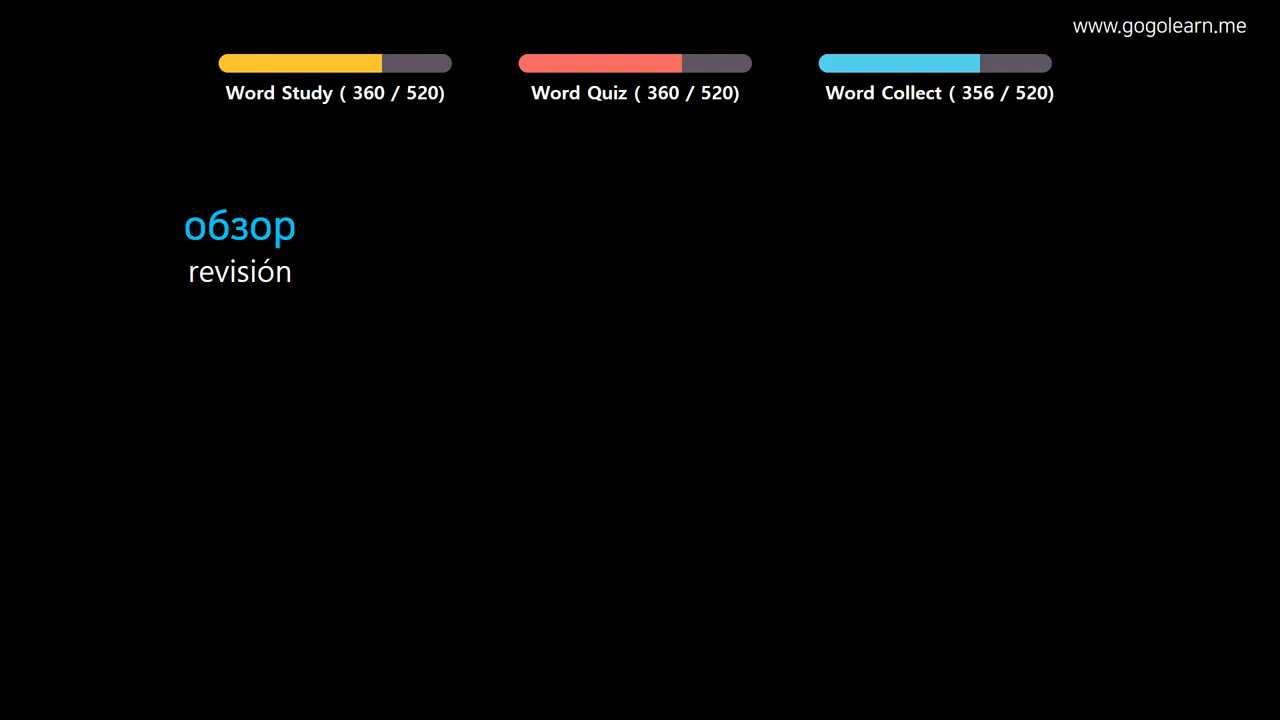 www.gogolearn.me
Word Study ( 360 / 520)
Word Quiz ( 360 / 520)
Word Collect ( 356 / 520)
обзор
revisión